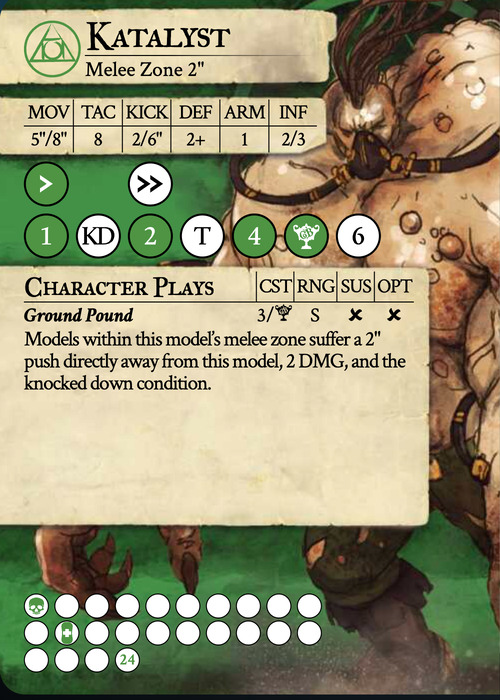 KATALYST
Melee Zone 2"
MOV TAC KICK DEF ARM INF
5"/8" 8 2/6" 2+ 1 2/3
> >>
1 KD 2 T 4 6
CHARACTER PLAYS CST RNG SUS OPT
Ground Pound 3/ S ✘ ✘
Models within this model's melee zone suffer a 2"
push directly away from this model, 2 DMG, and the
knocked down condition.
24